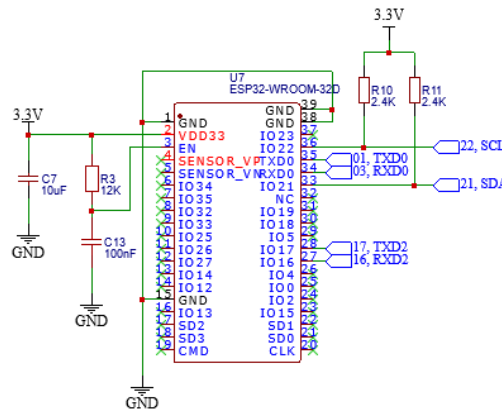 3.3V
U7
ESP32-WROOM-32D
R10
2.4K
R11
2.4K
3.3V
C7
10uF
R3
12K
C13
100nF
GND
GND
GND
1 GND
2 VDD33
3 EN
4 SENSOR_VP
5 SENSOR_VN
6 IO34
7 IO35
8 IO32
9 IO33
10 IO25
11 IO26
12 IO27
13 IO14
14 IO12
15 GND
16 IO13
17 SD2
18 SD3
19 CMD
GND 39
GND 38
IO23 37
IO22 36
TXD0 35
RXD0 34
IO21 33
NC 32
IO19 31
IO18 30
IO5 29
IO17 28
IO16 27
IO4 26
IO0 25
IO2 24
IO15 23
SD1 22
SD0 21
CLK 20
22, SCL
01, TXD0
03, RXD0
21, SDA
17, TXD2
16, RXD2